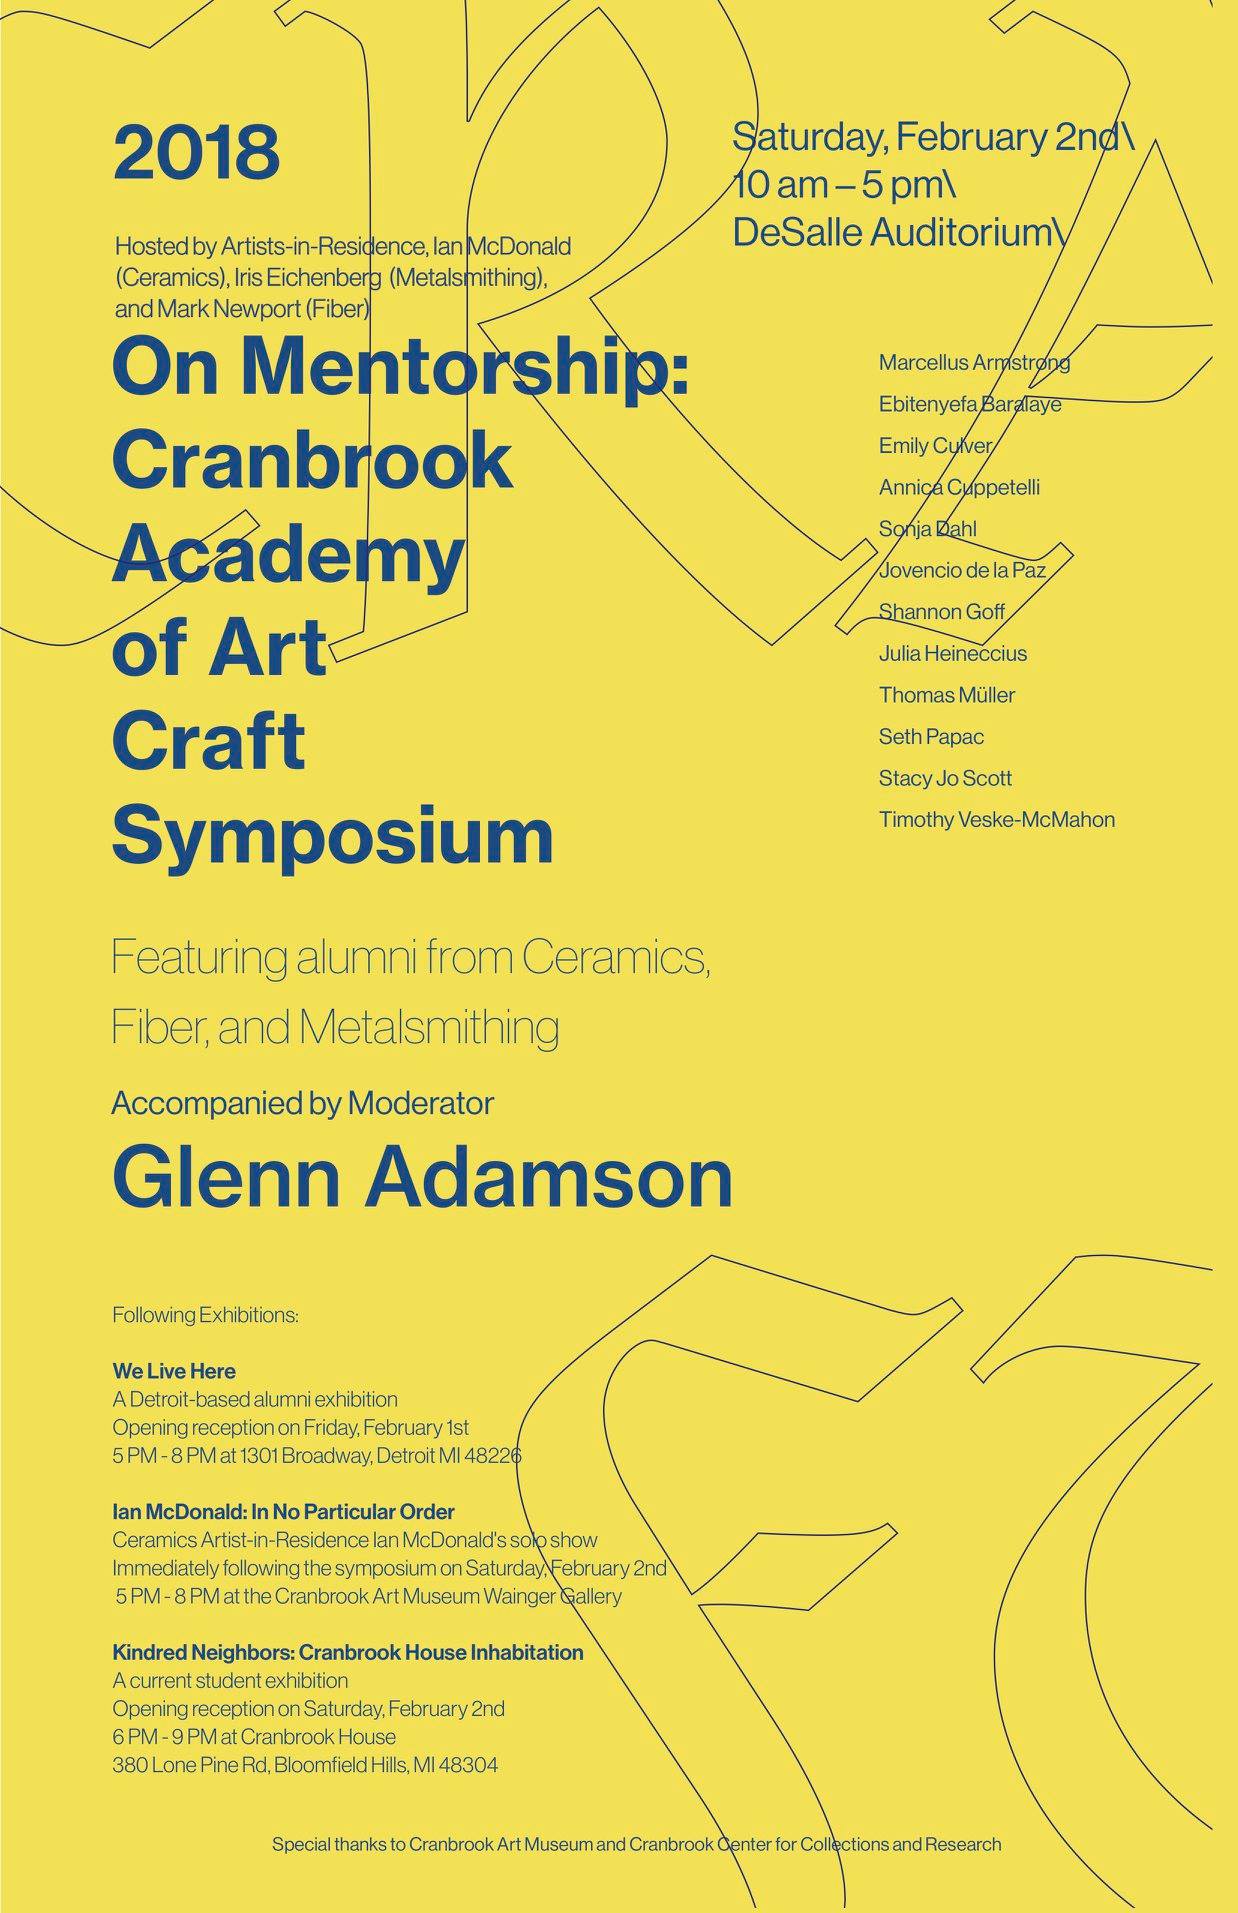 2018
Saturday, February 2nd\
10 am – 5 pm\
DeSalle Auditorium\
Hosted by Artists-in-Residence, Ian McDonald
(Ceramics), Iris Eichenberg (Metalsmithing),
and Mark Newport (Fiber)
On Mentorship:
Cranbrook
Academy
of Art
Craft
Symposium
Marcellus Armstrong
Ebitenyefa Baralaye
Emily Culver
Annica Cuppetelli
Sonja Dahl
Jovencio de la Paz
Shannon Goff
Julia Heineccius
Thomas Müller
Seth Papac
Stacy Jo Scott
Timothy Veske-McMahon
Featuring alumni from Ceramics,
Fiber, and Metalsmithing
Accompanied by Moderator
Glenn Adamson
Following Exhibitions:
We Live Here
A Detroit-based alumni exhibition
Opening reception on Friday, February 1st
5 PM - 8 PM at 1301 Broadway, Detroit MI 48226
Ian McDonald: In No Particular Order
Ceramics Artist-in-Residence Ian McDonald's solo show
Immediately following the symposium on Saturday, February 2nd
5 PM - 8 PM at the Cranbrook Art Museum Wainger Gallery
Kindred Neighbors: Cranbrook House Inhabitation
A current student exhibition
Opening reception on Saturday, February 2nd
6 PM - 9 PM at Cranbrook House
380 Lone Pine Rd, Bloomfield Hills, MI 48304
Special thanks to Cranbrook Art Museum and Cranbrook Center for Collections and Research